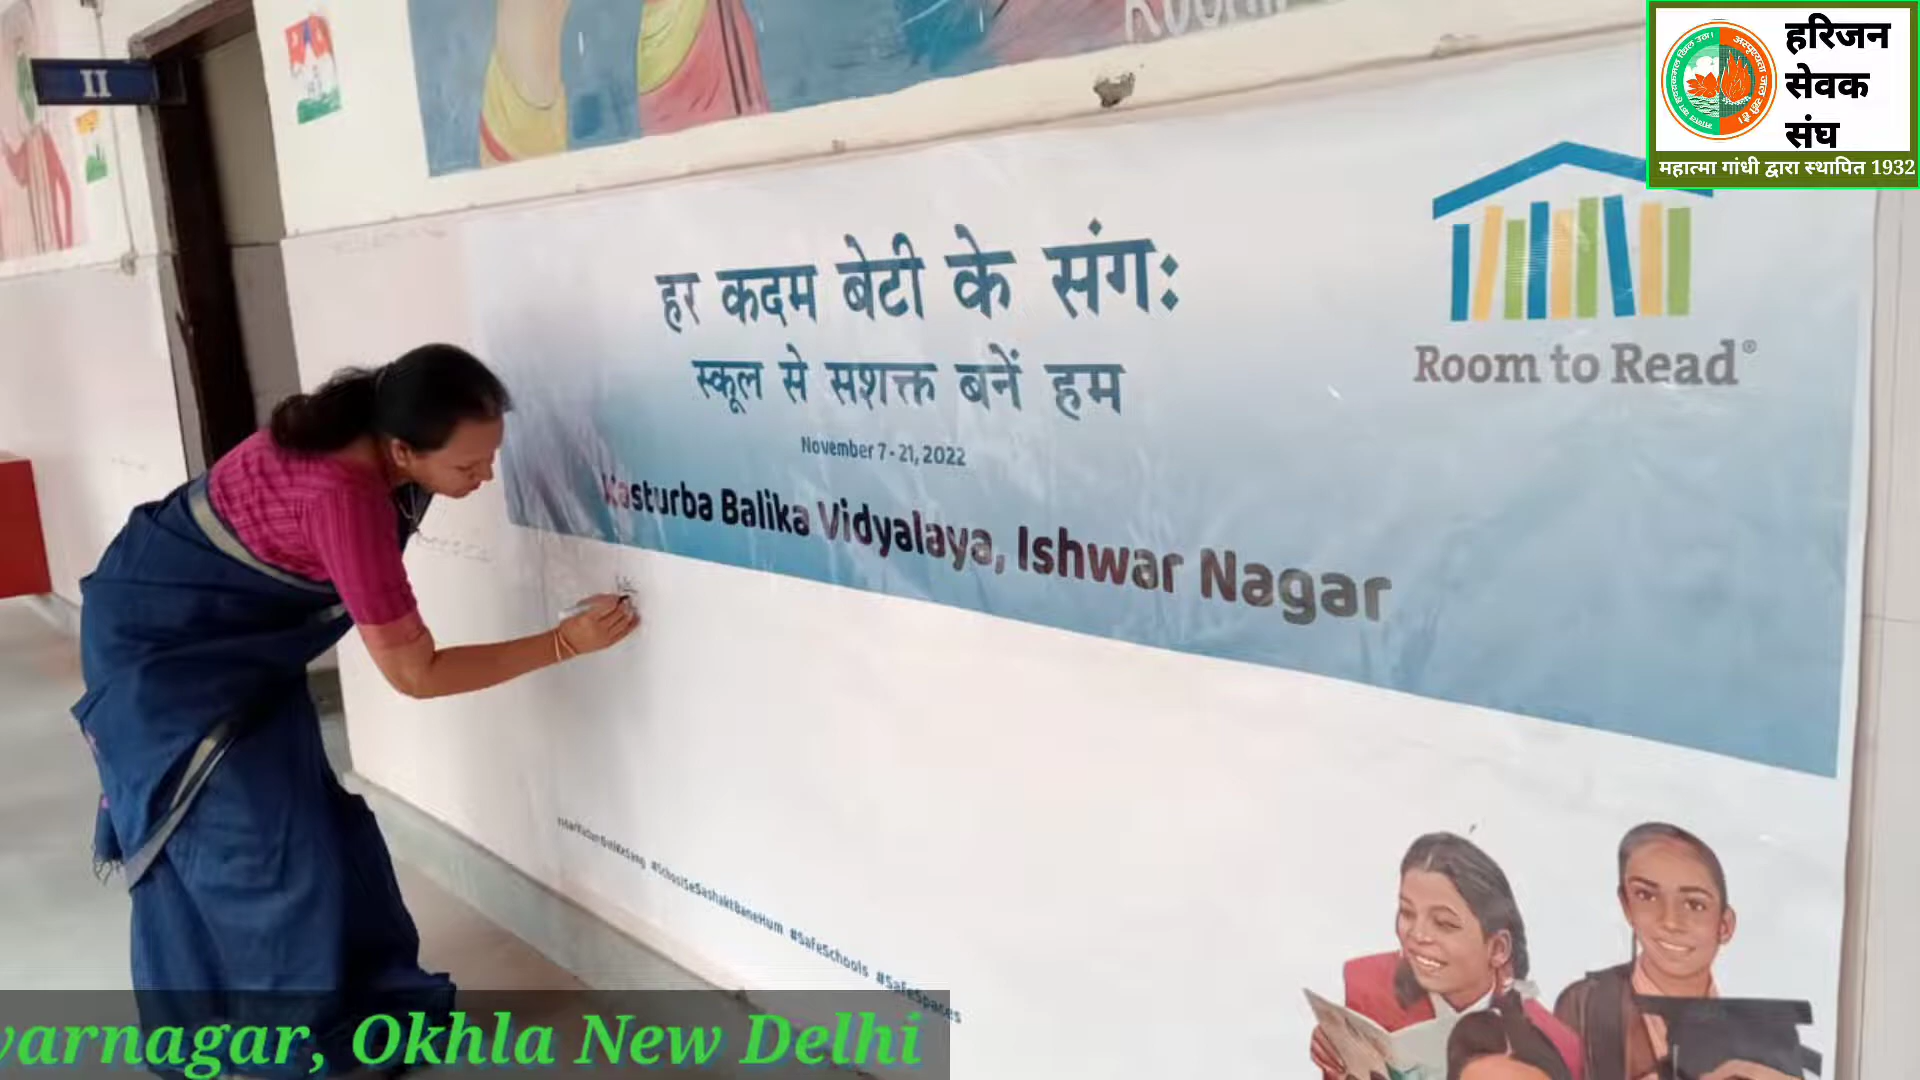 II
हरिजन
सेवक
संघ
महात्मा गांधी द्वारा स्थापित 1932
हर कदम बेटी के संग:
स्कूल से सशक्त बनें हम
November 7 - 21, 2022
Kasturba Balika Vidyalaya, Ishwar Nagar
Room to Read®
#SchoolSeSashaktBaneHum #SafeSchools #SafeSpaces
varnagar, Okhla New Delhi